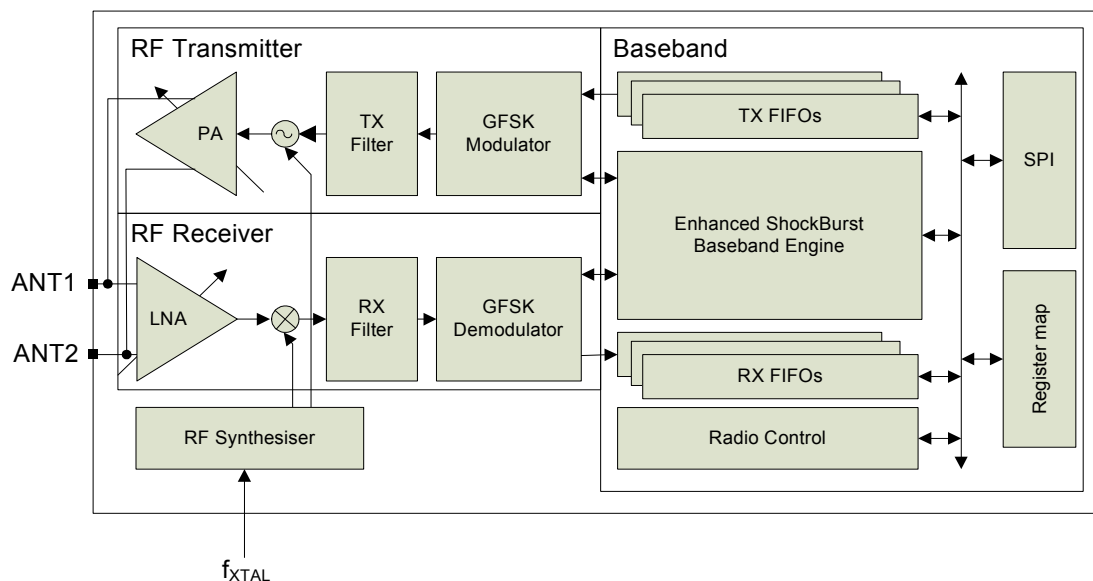 RF Transmitter
Baseband
PA
TX
Filter
GFSK
Modulator
TX FIFOs
SPI
Enhanced ShockBurst
Baseband Engine
RF Receiver
ANT1
LNA
RX
Filter
GFSK
Demodulator
ANT2
RX FIFOs
Register map
RF Synthesiser
Radio Control
fXTAL